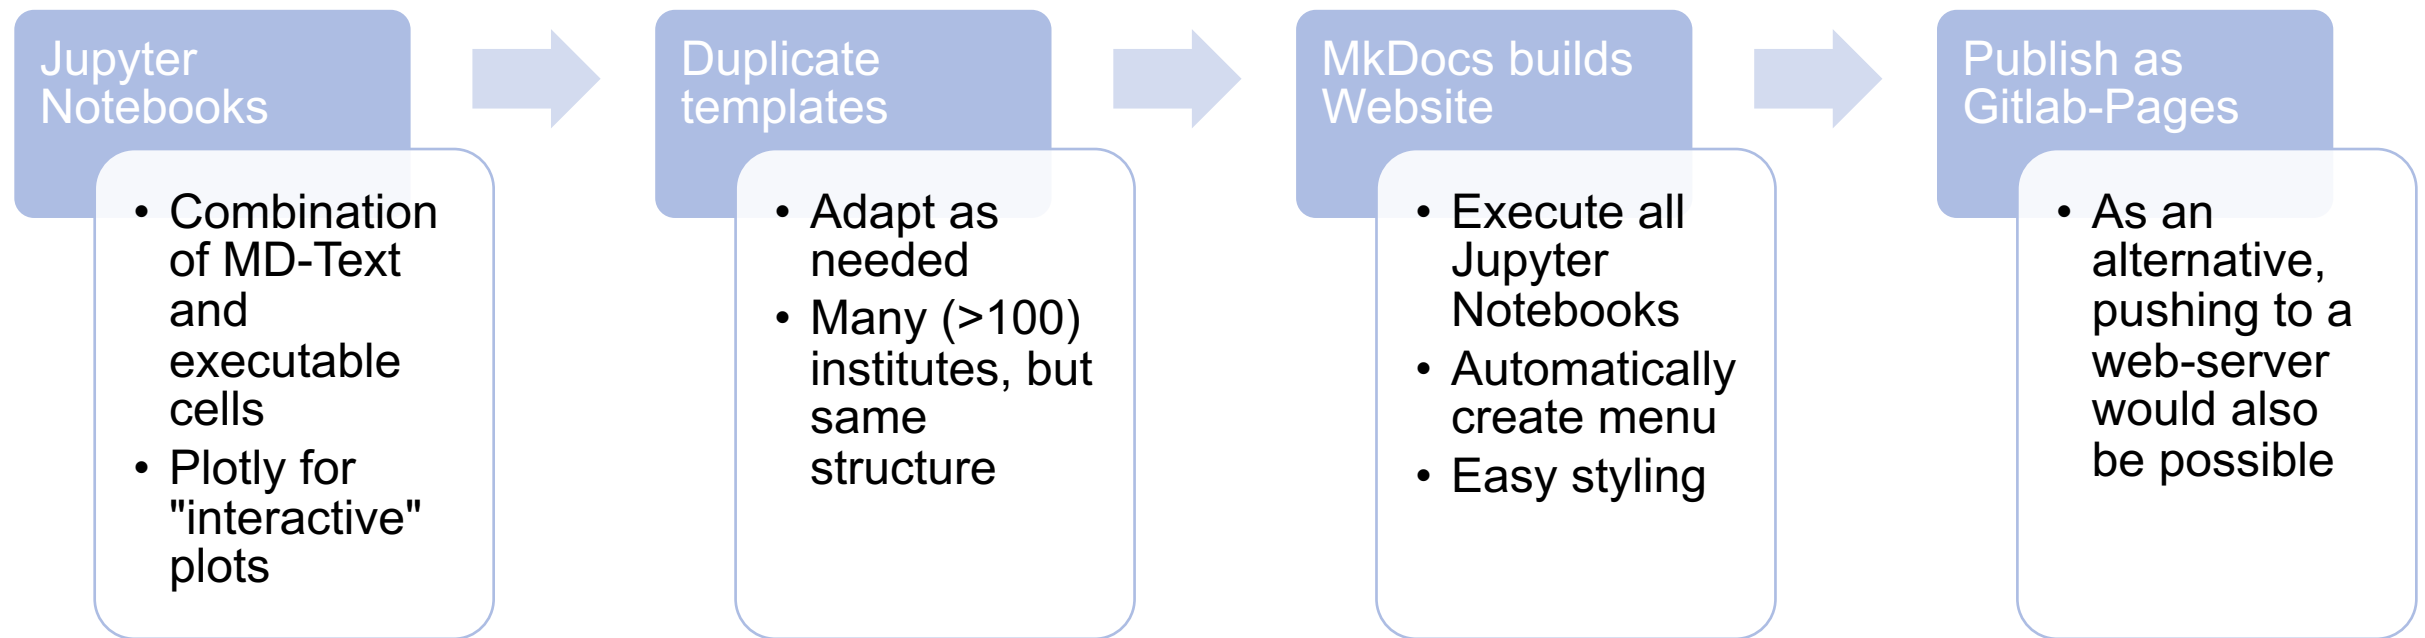 Jupyter
Notebooks
• Combination
of MD-Text
and
executable
cells
• Plotly for
"interactive"
plots
Duplicate
templates
• Adapt as
needed
• Many (>100)
institutes, but
same
structure
MkDocs builds
Website
• Execute all
Jupyter
Notebooks
• Automatically
create menu
• Easy styling
Publish as
Gitlab-Pages
• As an
alternative,
pushing to a
web-server
would also
be possible